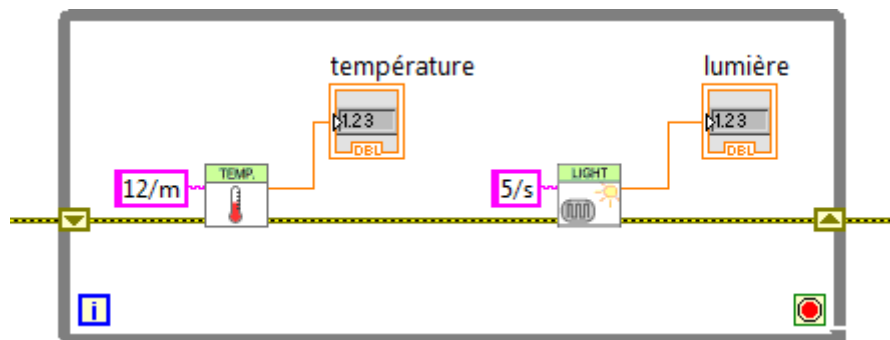 température
lumière
1.23
DBL
1.23
DBL
TEMP.
12/m
LIGHT
5/s
i